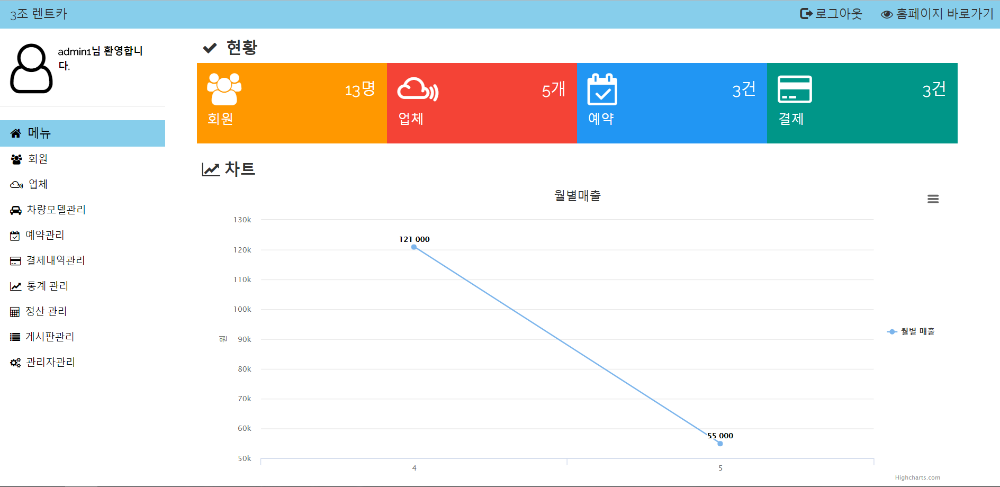 3조 렌트카
로그아웃 홈페이지 바로가기
admin1님 환영합니
다.
메뉴
회원
업체
차량모델관리
예약관리
결제내역관리
통계 관리
정산 관리
게시판관리
관리자관리
현황
13명
회원
5개
업체
3건
예약
3건
결제
차트
월별매출
130k
120k
110k
100k
90k
80k
70k
60k
50k
원
121 000
55 000
4 5
월별 매출
Highcharts.com